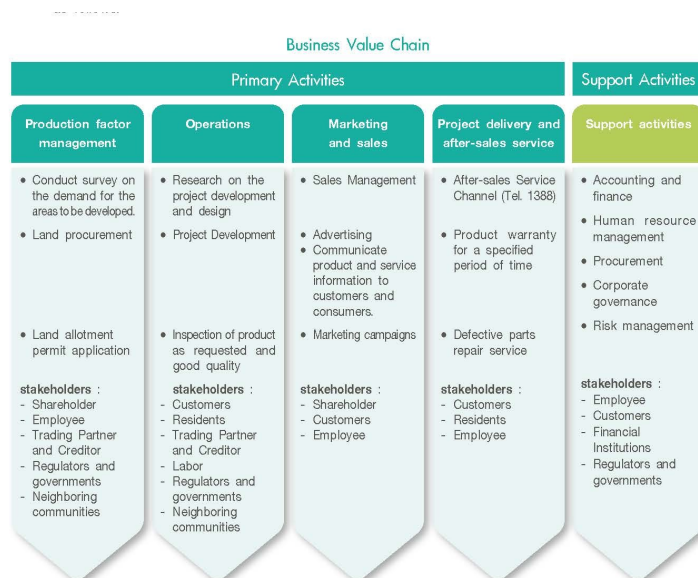 Business Value Chain
Primary Activities
Support Activities
Production factor
management
• Conduct survey on
the demand for the
areas to be developed.
• Land procurement
• Land allotment
permit application
stakeholders :
- Shareholder
- Employee
- Trading Partner
and Creditor
- Regulators and
governments
- Neighboring
communities
Operations
• Research on the
project development
and design
• Project Development
• Inspection of product
as requested and
good quality
stakeholders :
- Customers
- Residents
- Trading Partner
and Creditor
- Labor
- Regulators and
governments
- Neighboring
communities
Marketing
and sales
• Sales Management
• Advertising
• Communicate
product and service
information to
customers and
consumers.
• Marketing campaigns
stakeholders :
- Shareholder
- Customers
- Employee
Project delivery and
after-sales service
• After-sales Service
Channel (Tel. 1388)
• Product warranty
for a specified
period of time
• Defective parts
repair service
stakeholders :
- Customers
- Residents
- Employee
Support activities
• Accounting and
finance
• Human resource
management
• Procurement
• Corporate
governance
• Risk management
stakeholders :
- Employee
- Customers
- Financial
Institutions
- Regulators and
governments